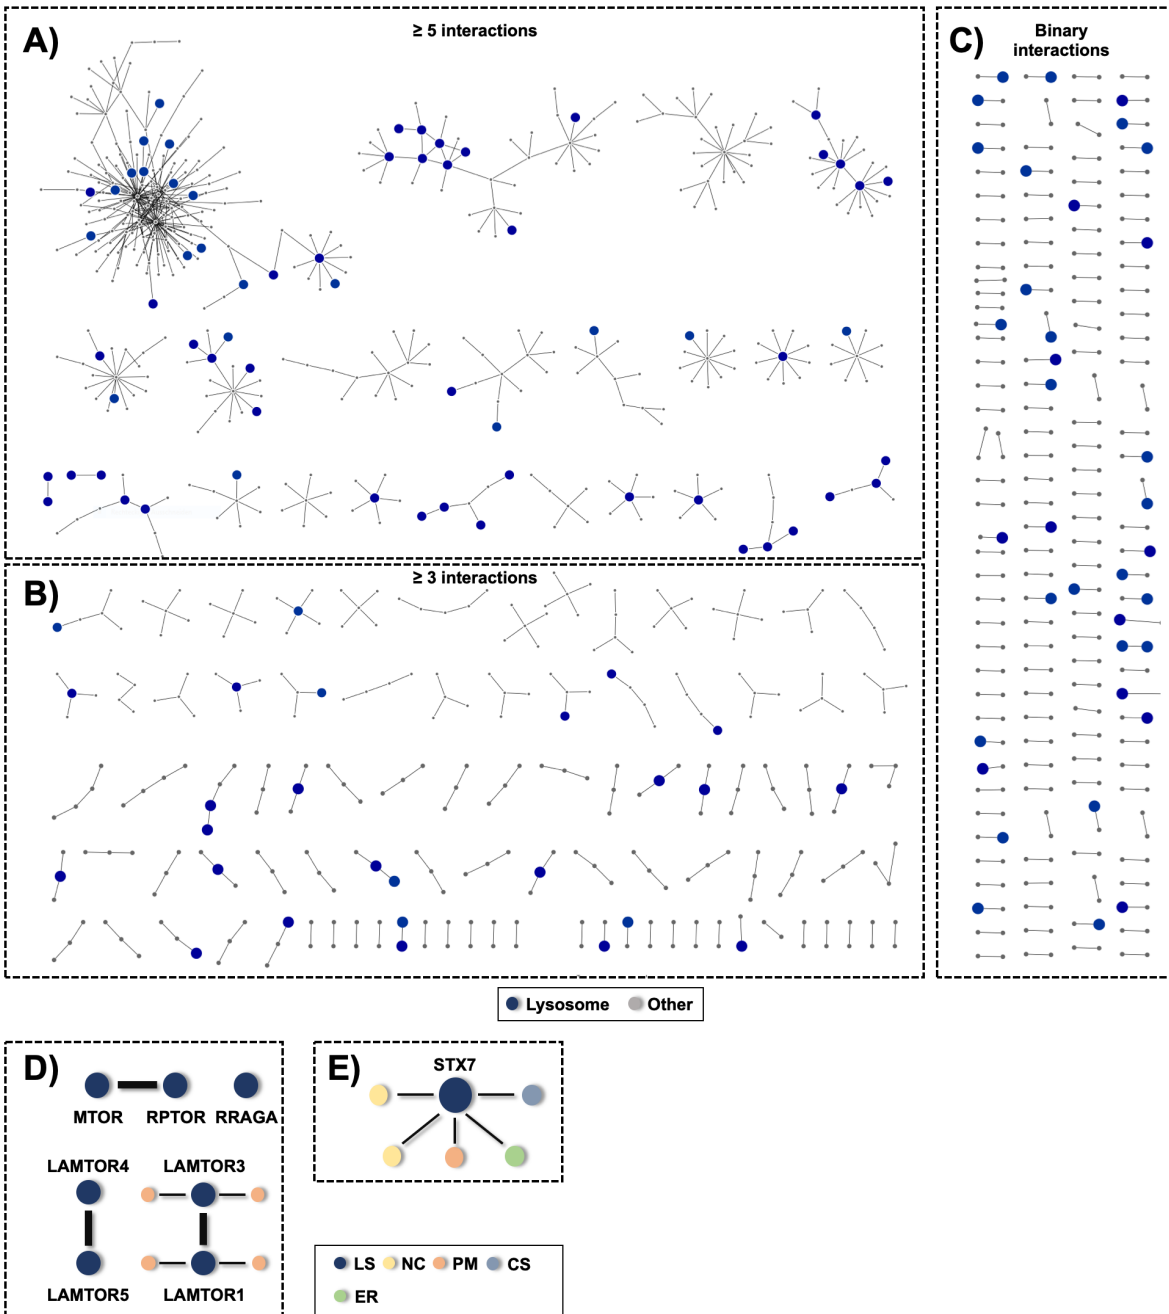 A)
≥ 5 interactions
C)
Binary
interactions
B)
≥ 3 interactions
Lysosome Other
D)
MTOR RPTOR RRAGA
LAMTOR4 LAMTOR3
LAMTOR5 LAMTOR1
E)
STX7
LS NC PM CS
ER